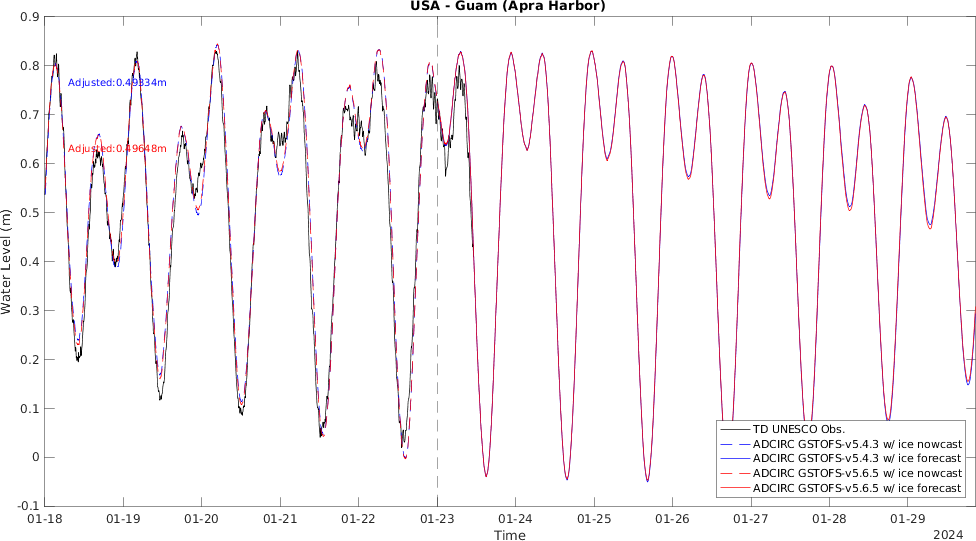 USA - Guam (Apra Harbor)
0.9
0.8
0.7
0.6
0.5
0.4
0.3
0.2
0.1
0
-0.1
Water Level (m)
Adjusted:0.49334m
Adjusted:0.49648m
TD UNESCO Obs.
ADCIRC GSTOFS-v5.4.3 w/ ice nowcast
ADCIRC GSTOFS-v5.4.3 w/ ice forecast
ADCIRC GSTOFS-v5.6.5 w/ ice nowcast
ADCIRC GSTOFS-v5.6.5 w/ ice forecast
01-18 01-19 01-20 01-21 01-22 01-23 01-24 01-25 01-26 01-27 01-28 01-29
Time
2024